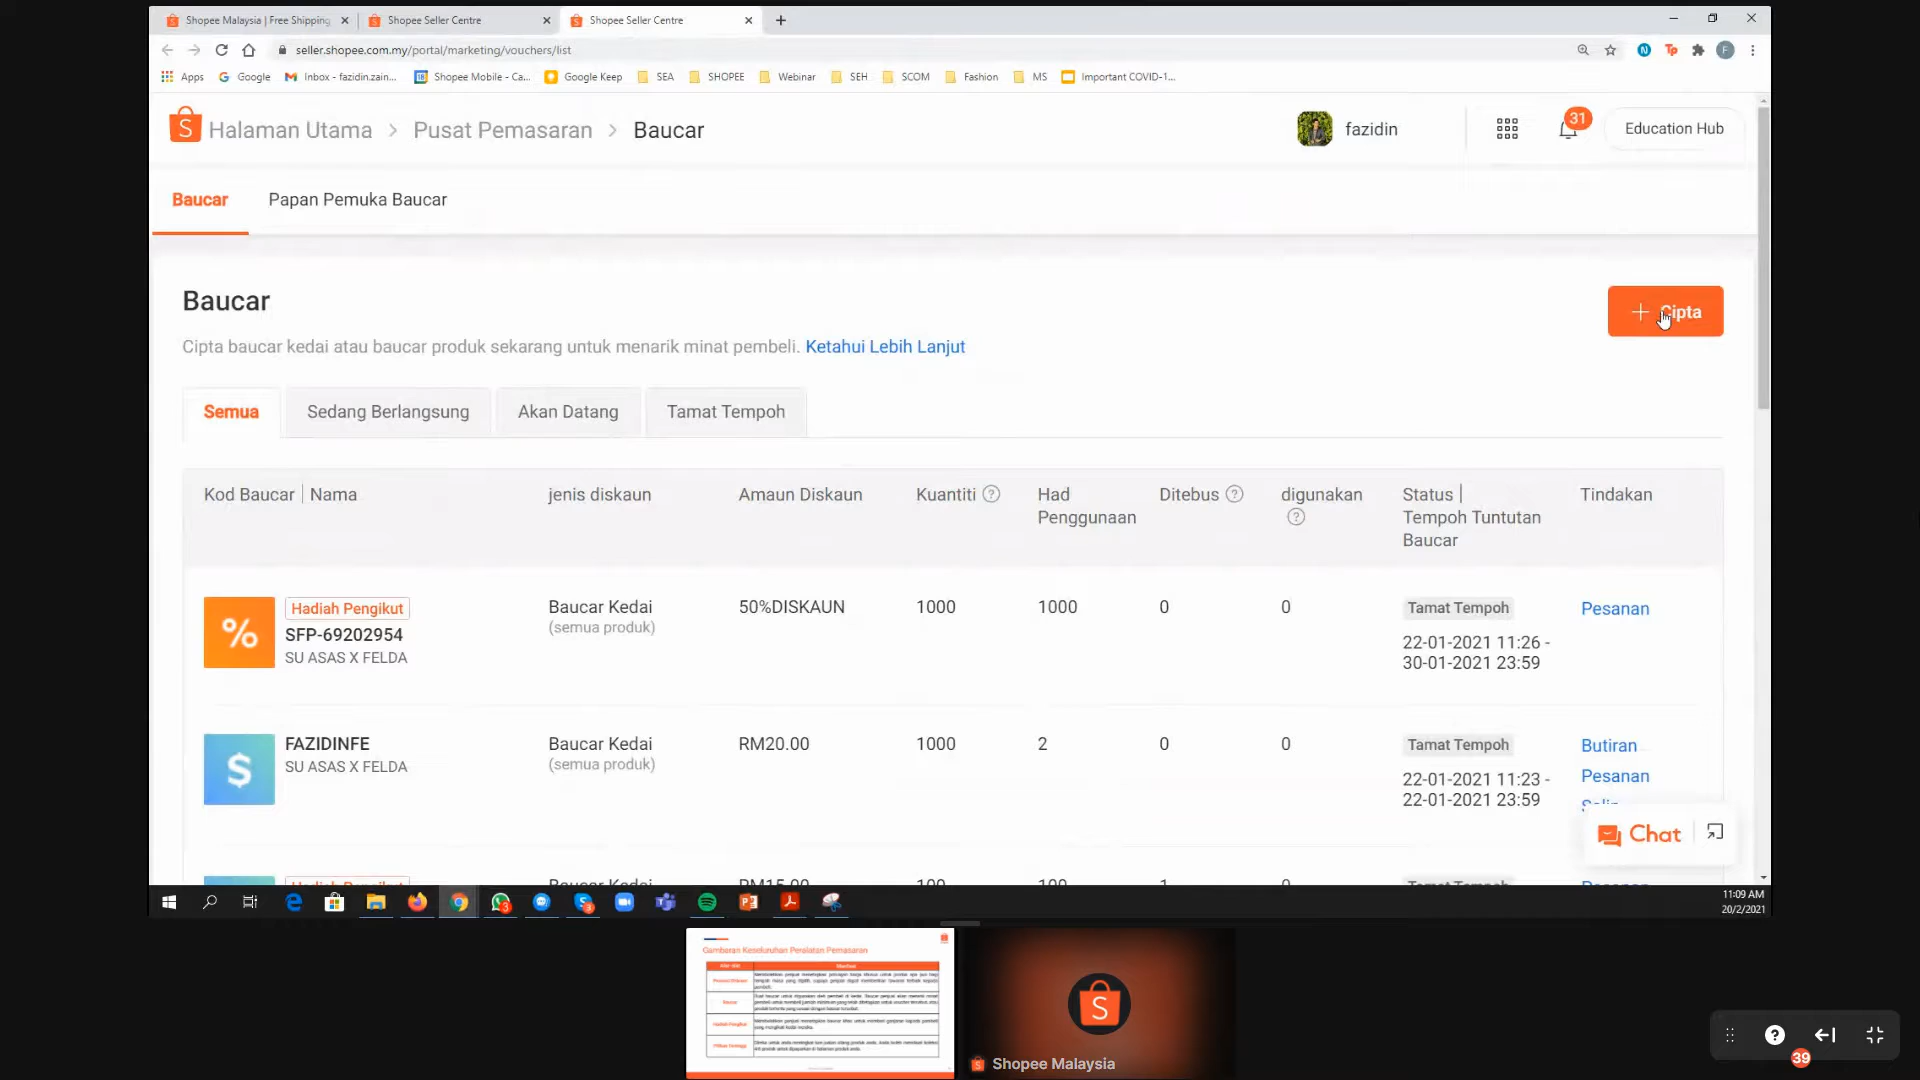 Shopee Malaysia | Free Shipping
Shopee Seller Centre
Shopee Seller Centre
seller.shopee.com.my/portal/marketing/vouchers/list
Apps
Google
Inbox - fazidin.zain...
Shopee Mobile - Ca...
Google Keep
SEA
SHOPEE
Webinar
SEH
SCOM
Fashion
MS
Important COVID-1...
Halaman Utama > Pusat Pemasaran > Baucar
fazidin
31
Education Hub
Baucar
Papan Pemuka Baucar
Baucar
+ Cipta
Cipta baucar kedai atau baucar produk sekarang untuk menarik minat pembeli. Ketahui Lebih Lanjut
Semua
Sedang Berlangsung
Akan Datang
Tamat Tempoh
Kod Baucar | Nama
jenis diskaun
Amaun Diskaun
Kuantiti
Had
Penggunaan
Ditebus
digunakan
Status |
Tempoh Tuntutan
Baucar
Tindakan
Hadiah Pengikut
SFP-69202954
SU ASAS X FELDA
Baucar Kedai
(semua produk)
50%DISKAUN
1000
1000
0
0
Tamat Tempoh
22-01-2021 11:26 -
30-01-2021 23:59
Pesanan
FAZIDINFE
SU ASAS X FELDA
Baucar Kedai
(semua produk)
RM20.00
1000
2
0
0
Tamat Tempoh
22-01-2021 11:23 -
22-01-2021 23:59
Butiran
Pesanan
Salin
Chat
11:09 AM
20/2/2021
Gambaran Keseluruhan Peralatan Pemasaran
Shopee Malaysia
39